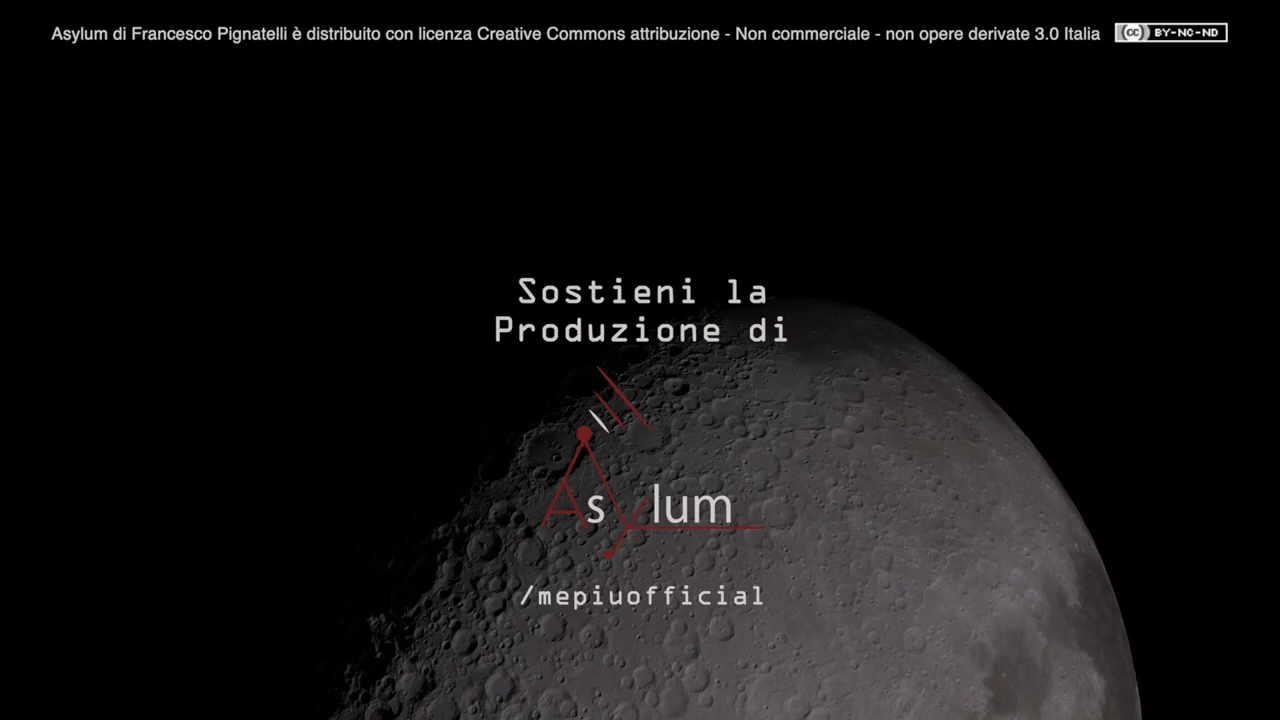 Asylum di Francesco Pignatelli è distribuito con licenza Creative Commons attribuzione - Non commerciale - non opere derivate 3.0 Italia
cc BY-NC-ND
Sostieni la
Produzione di
Asylum
/mepiuofficial